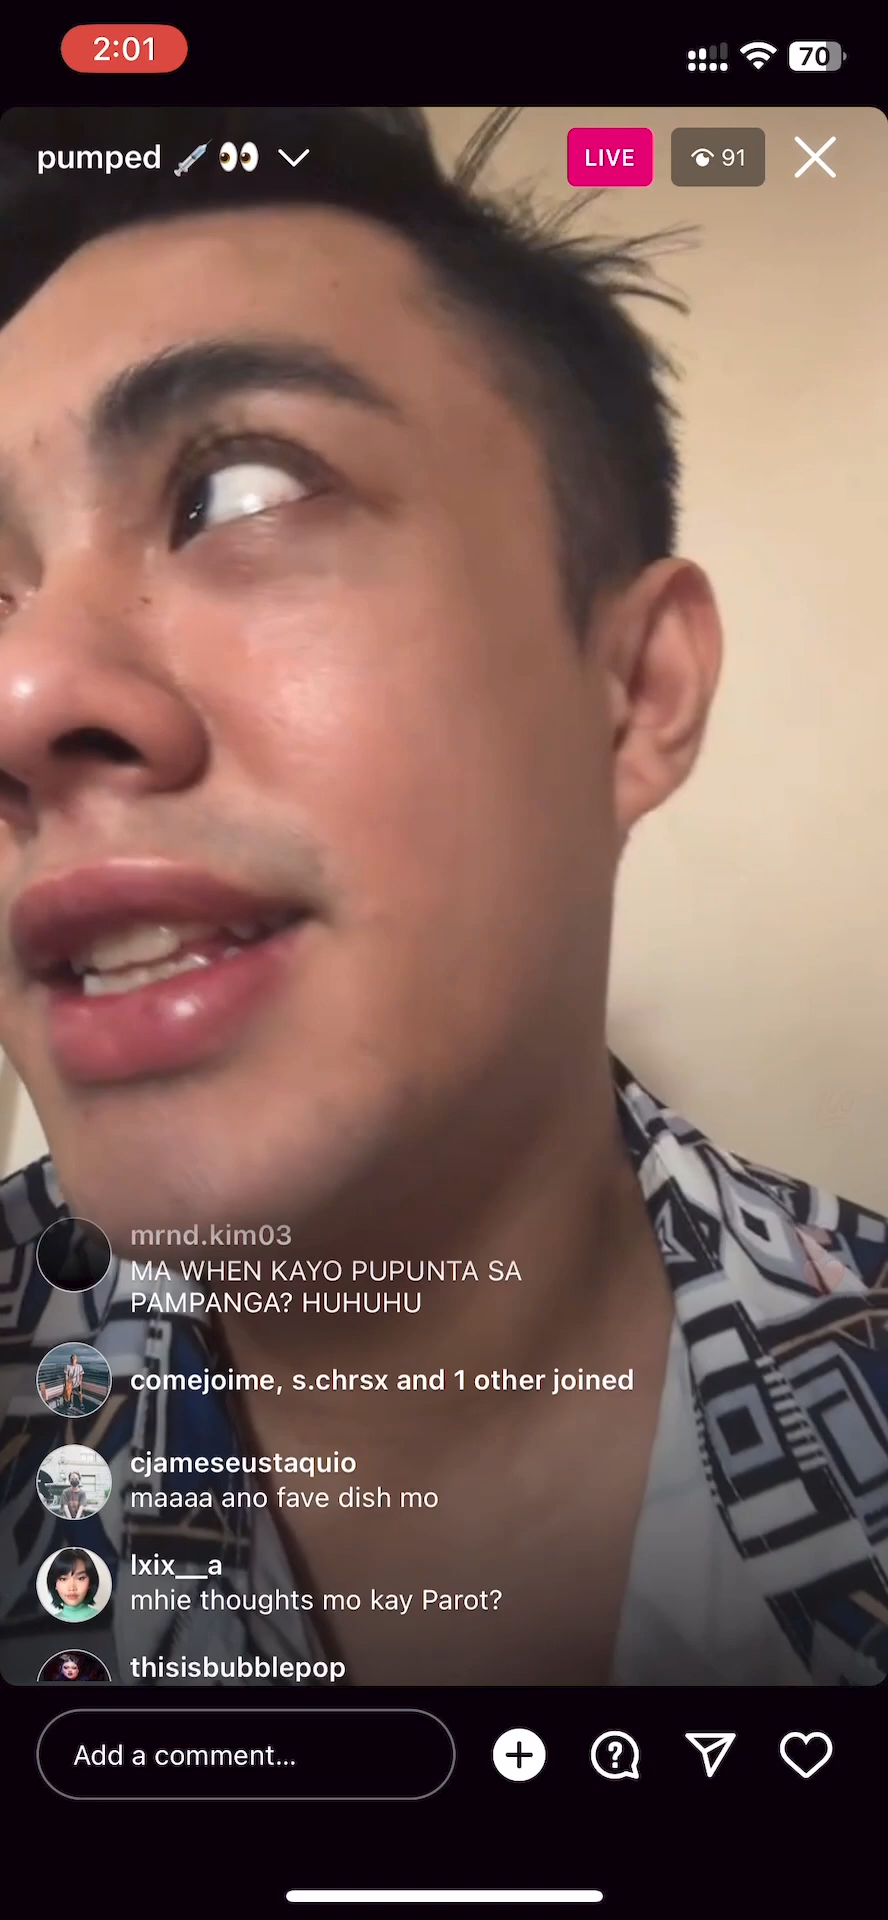 2:01
70
pumped 💉👀
LIVE
91
mrnd.kim03
MA WHEN KAYO PUPUNTA SA
PAMPANGA? HUHUHU
comejoime, s.chrsx and 1 other joined
cjameseustaquio
maaaa ano fave dish mo
lxix__a
mhie thoughts mo kay Parot?
thisisbubblepop
Add a comment...